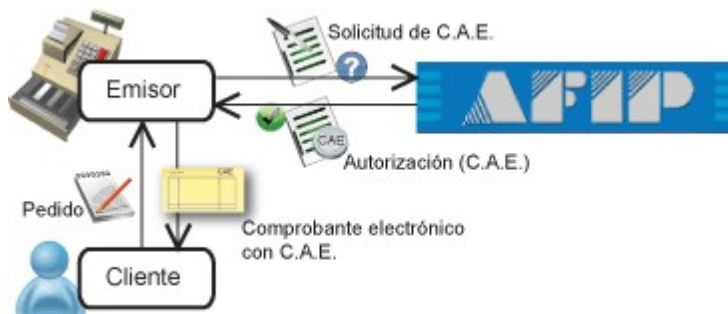 Solicitud de C.A.E.
Emisor
AFIP
CAE
Autorización (C.A.E.)
CAE
Pedido
Comprobante electrónico
con C.A.E.
Cliente